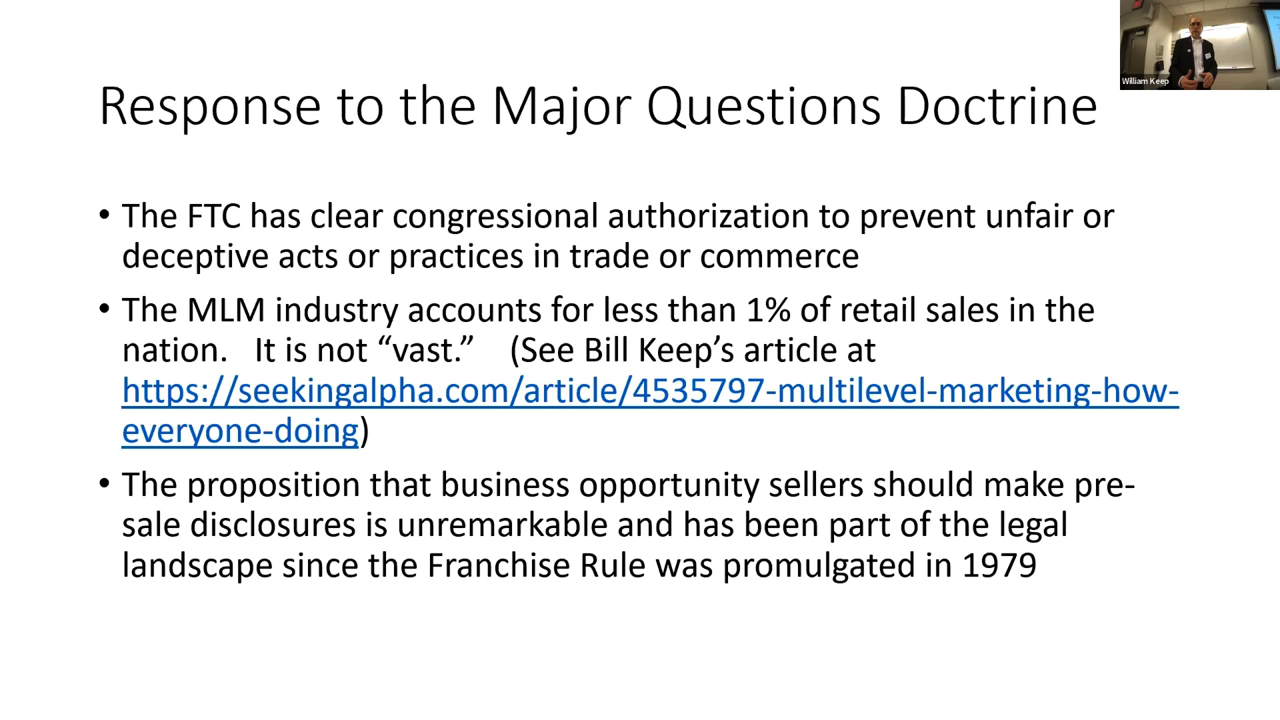 William Keep
Response to the Major Questions Doctrine
• The FTC has clear congressional authorization to prevent unfair or
deceptive acts or practices in trade or commerce
• The MLM industry accounts for less than 1% of retail sales in the
nation. It is not “vast.” (See Bill Keep’s article at
https://seekingalpha.com/article/4535797-multilevel-marketing-how-
everyone-doing)
• The proposition that business opportunity sellers should make pre-
sale disclosures is unremarkable and has been part of the legal
landscape since the Franchise Rule was promulgated in 1979